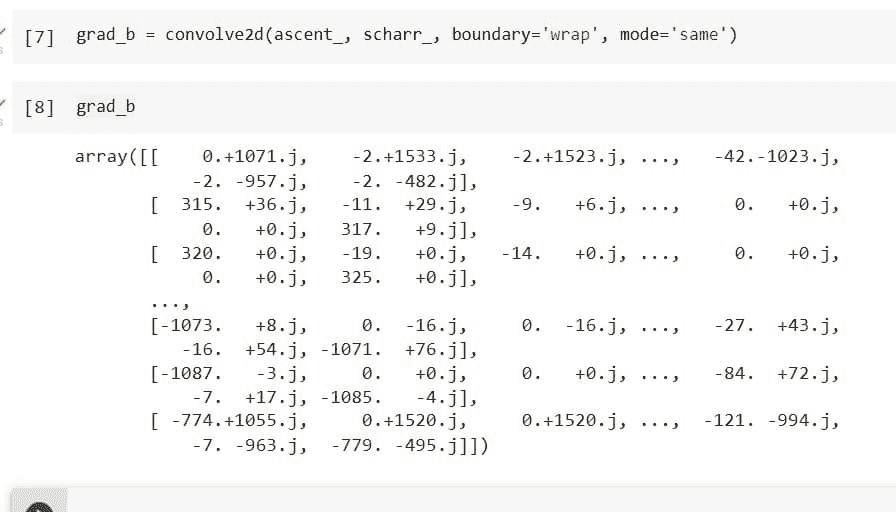 [7] grad_b = convolve2d(ascent_, scharr_, boundary='wrap', mode='same')
[8] grad_b
array([[    0.+1071.j,    -2.+1533.j,    -2.+1523.j, ...,   -42.-1023.j,
           -2. -957.j,    -2. -482.j],
       [  315.  +36.j,   -11.  +29.j,    -9.   +6.j, ...,     0.   +0.j,
            0.   +0.j,   317.   +9.j],
       [  320.   +0.j,   -19.   +0.j,   -14.   +0.j, ...,     0.   +0.j,
            0.   +0.j,   325.   +0.j],
       ...,
       [-1073.   +8.j,     0.  -16.j,     0.  -16.j, ...,   -27.  +43.j,
          -16.  +54.j, -1071.  +76.j],
       [-1087.   -3.j,     0.   +0.j,     0.   +0.j, ...,   -84.  +72.j,
           -7.  +17.j, -1085.   -4.j],
       [ -774.+1055.j,     0.+1520.j,     0.+1520.j, ...,  -121. -994.j,
           -7. -963.j,  -779. -495.j]])